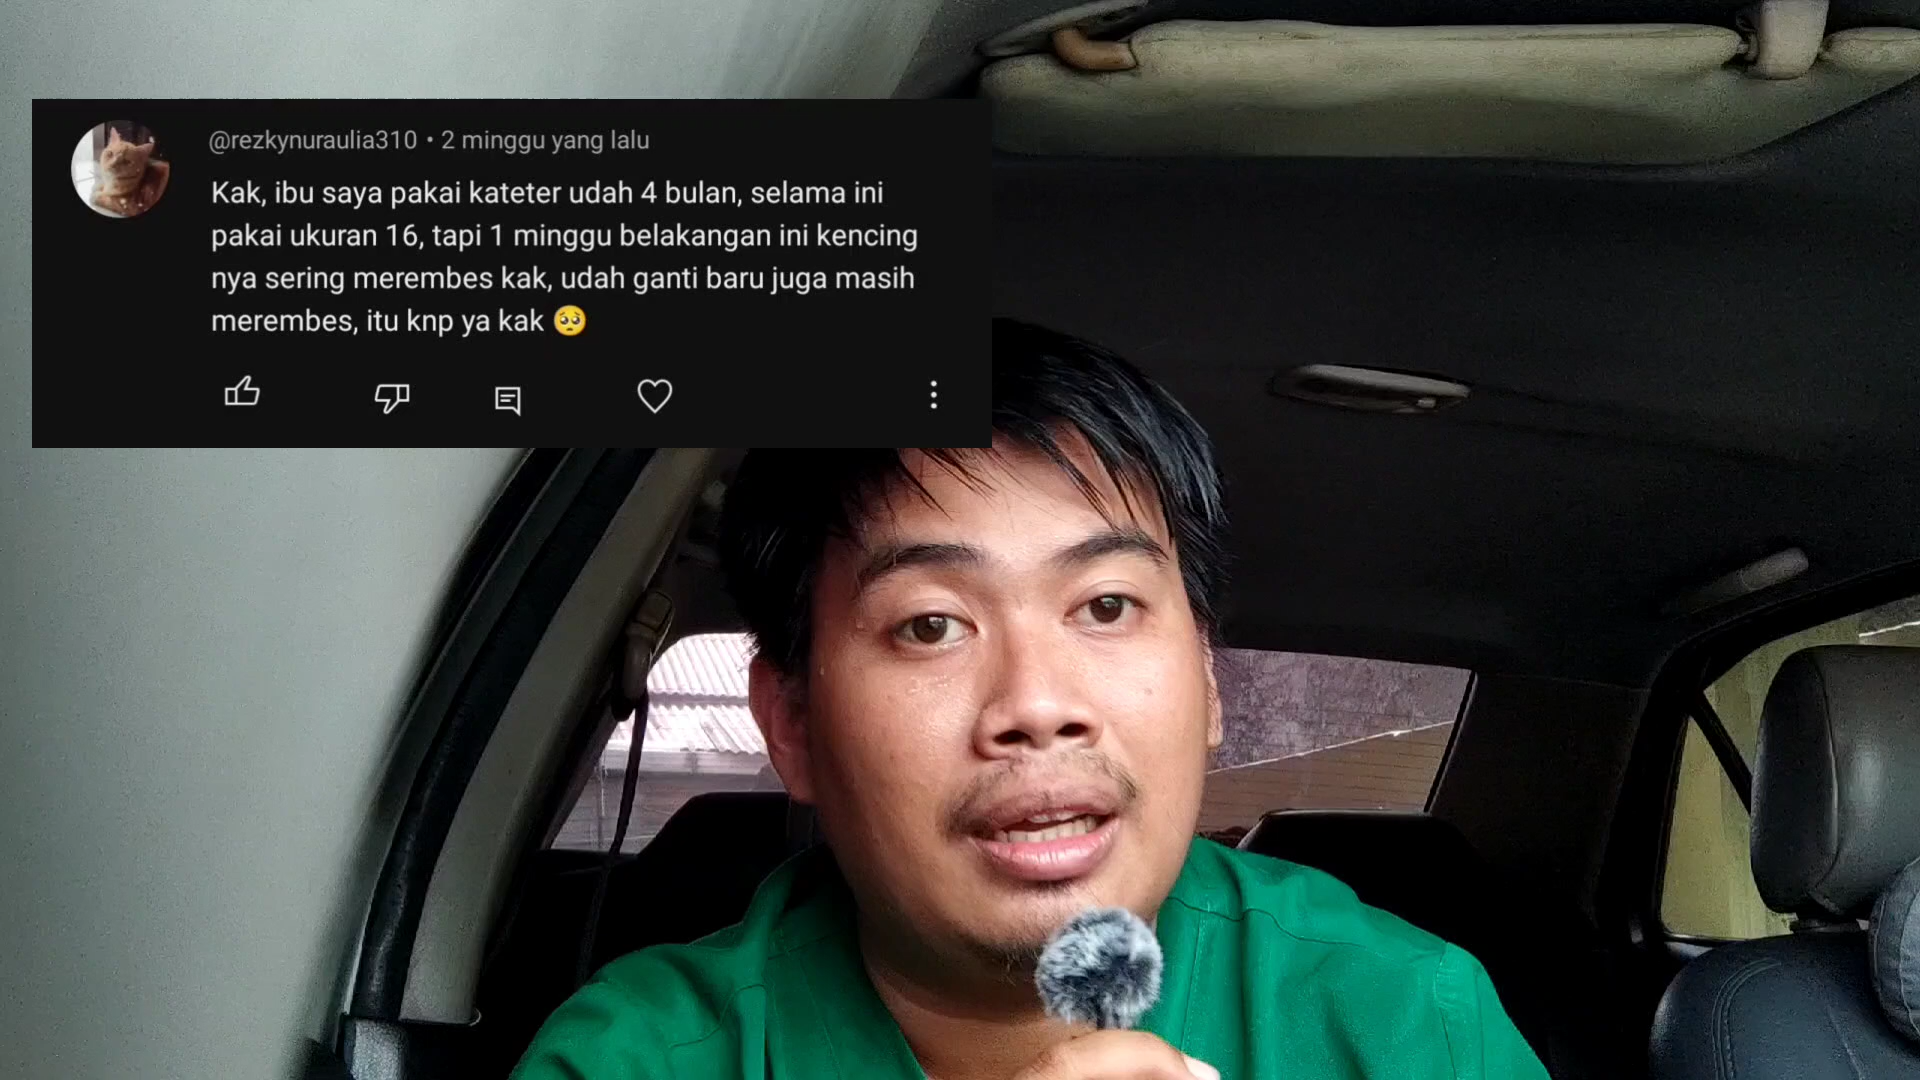 @rezkynuraulia310 • 2 minggu yang lalu
Kak, ibu saya pakai kateter udah 4 bulan, selama ini
pakai ukuran 16, tapi 1 minggu belakangan ini kencing
nya sering merembes kak, udah ganti baru juga masih
merembes, itu knp ya kak 🥺